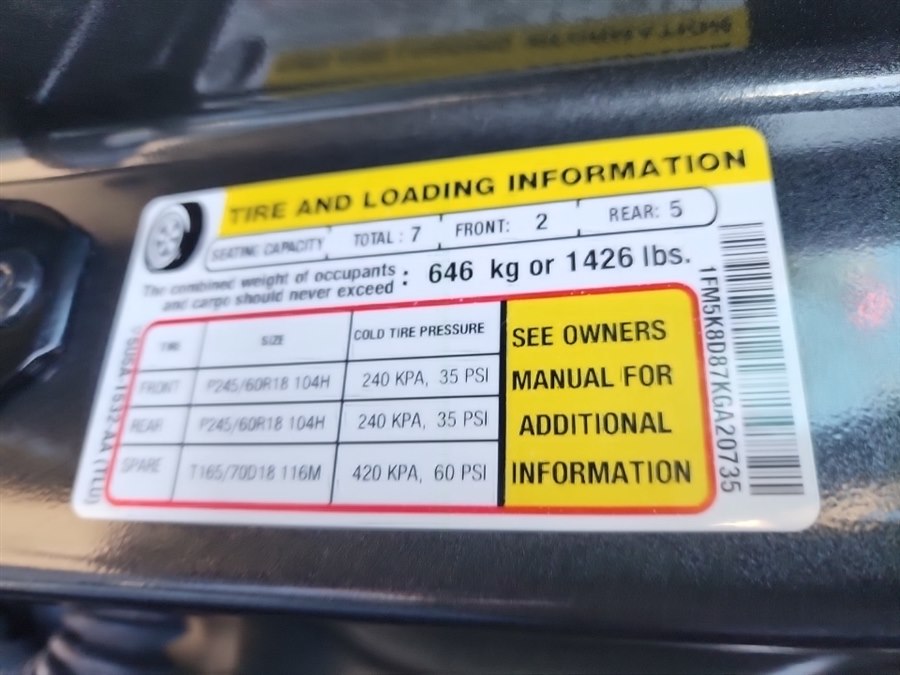 TIRE AND LOADING INFORMATION
SEATING CAPACITY TOTAL : 7 FRONT: 2 REAR: 5
The combined weight of occupants
and cargo should never exceed : 646 kg or 1426 lbs.
TIRE SIZE COLD TIRE PRESSURE
FRONT P245/60R18 104H 240 KPA, 35 PSI
REAR P245/60R18 104H 240 KPA, 35 PSI
SPARE T165/70D18 116M 420 KPA, 60 PSI
SEE OWNERS
MANUAL FOR
ADDITIONAL
INFORMATION
1FM5K8D87KGA20735